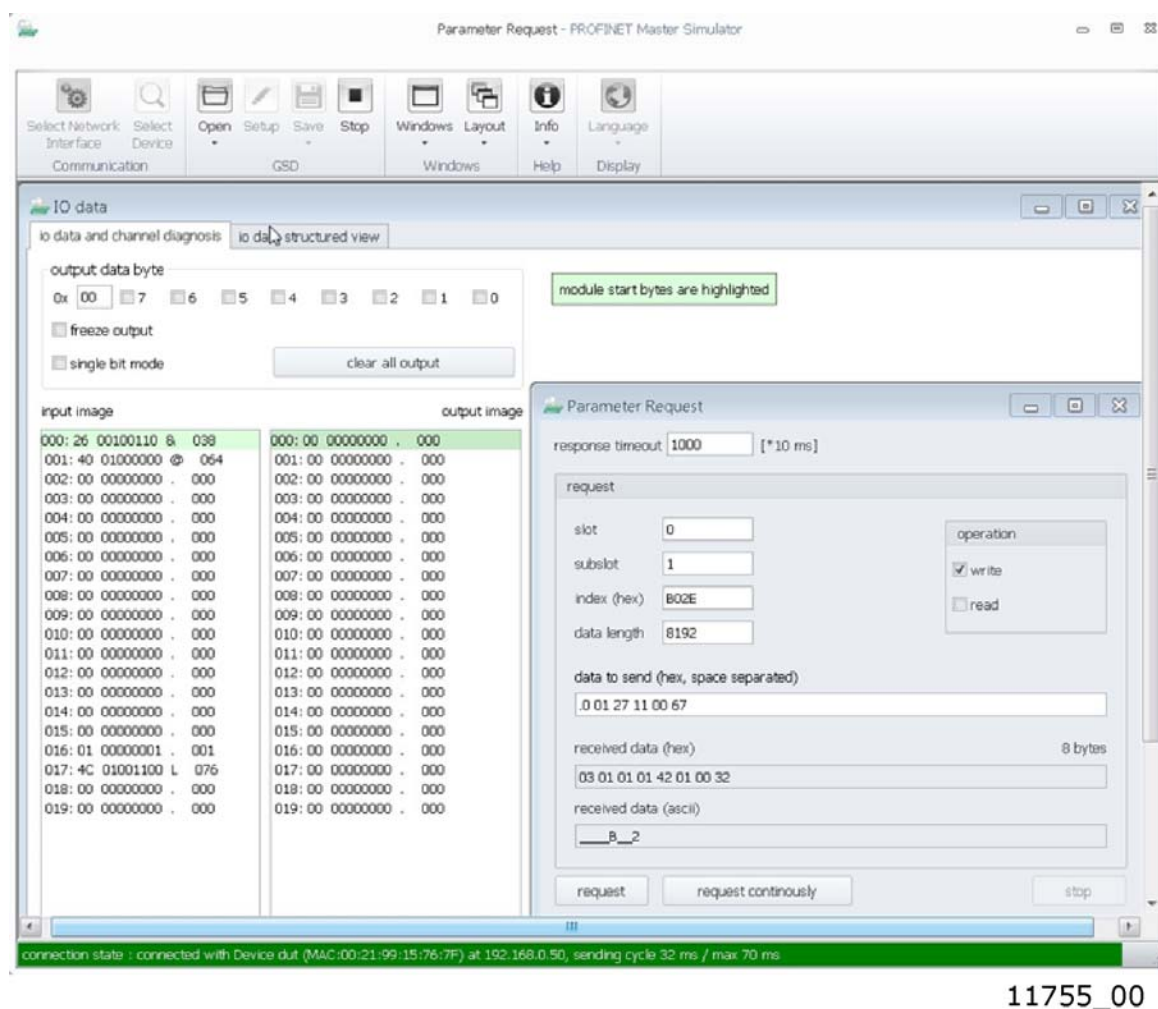 Parameter Request - PROFINET Master Simulator
Select Network Interface
Select Device
Open
Setup
Save
Stop
Windows
Layout
Info
Language
Communication
GSD
Windows
Help
Display
IO data
io data and channel diagnosis
io data structured view
output data byte
0x 00 7 6 5 4 3 2 1 0
freeze output
single bit mode
clear all output
module start bytes are highlighted
input image
output image
000: 26 00100110 & 038
001: 40 01000000 @ 064
002: 00 00000000 . 000
003: 00 00000000 . 000
004: 00 00000000 . 000
005: 00 00000000 . 000
006: 00 00000000 . 000
007: 00 00000000 . 000
008: 00 00000000 . 000
009: 00 00000000 . 000
010: 00 00000000 . 000
011: 00 00000000 . 000
012: 00 00000000 . 000
013: 00 00000000 . 000
014: 00 00000000 . 000
015: 00 00000000 . 000
016: 01 00000001 . 001
017: 4C 01001100 L 076
018: 00 00000000 . 000
019: 00 00000000 . 000
000: 00 00000000 . 000
001: 00 00000000 . 000
002: 00 00000000 . 000
003: 00 00000000 . 000
004: 00 00000000 . 000
005: 00 00000000 . 000
006: 00 00000000 . 000
007: 00 00000000 . 000
008: 00 00000000 . 000
009: 00 00000000 . 000
010: 00 00000000 . 000
011: 00 00000000 . 000
012: 00 00000000 . 000
013: 00 00000000 . 000
014: 00 00000000 . 000
015: 00 00000000 . 000
016: 00 00000000 . 000
017: 00 00000000 . 000
018: 00 00000000 . 000
019: 00 00000000 . 000
Parameter Request
response timeout 1000 [*10 ms]
request
slot 0
subslot 1
index (hex) B02E
data length 8192
operation
write
read
data to send (hex, space separated)
.0 01 27 11 00 67
received data (hex) 8 bytes
03 01 01 01 42 01 00 32
received data (ascii)
____B__2
request
request continously
stop
connection state : connected with Device dut (MAC:00:21:99:15:76:7F) at 192.168.0.50, sending cycle 32 ms / max 70 ms
11755_00